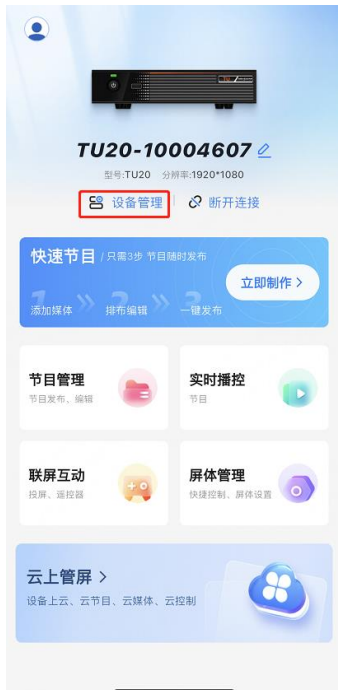 TU20-10004607
型号:TU20 分辨率:1920*1080
设备管理 断开连接
快速节目 / 只需3步 节目随时发布
立即制作 >
1 》 2 》 3
添加媒体 排布编辑 一键发布
节目管理 实时播控
节目发布、编辑 节目
联屏互动 屏体管理
投屏、遥控器 快捷控制、屏体设置
云上管屏 >
设备上云、云节目、云媒体、云控制